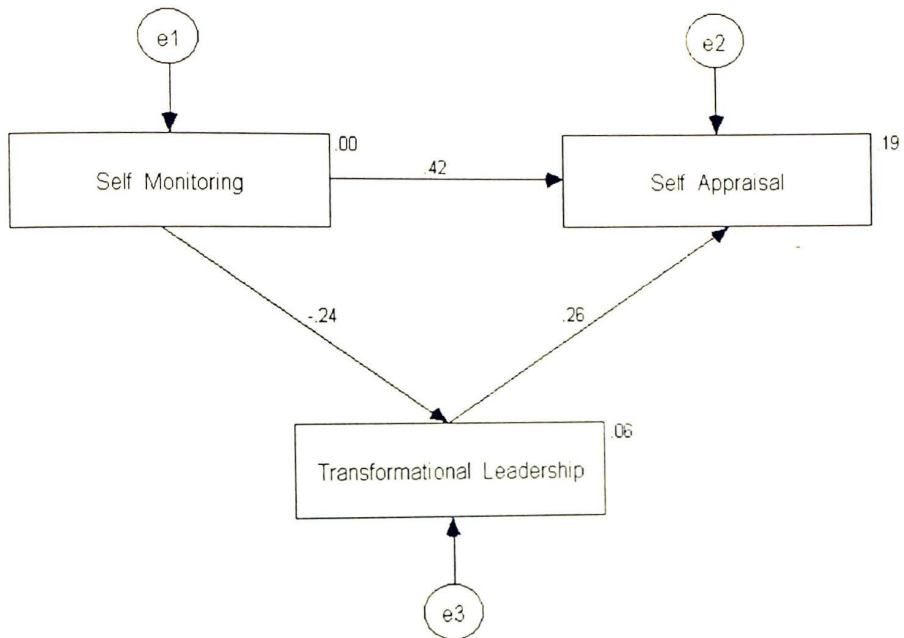 e1
e2
.00
.19
Self Monitoring
.42
Self Appraisal
-.24
.26
.06
Transformational Leadership
e3